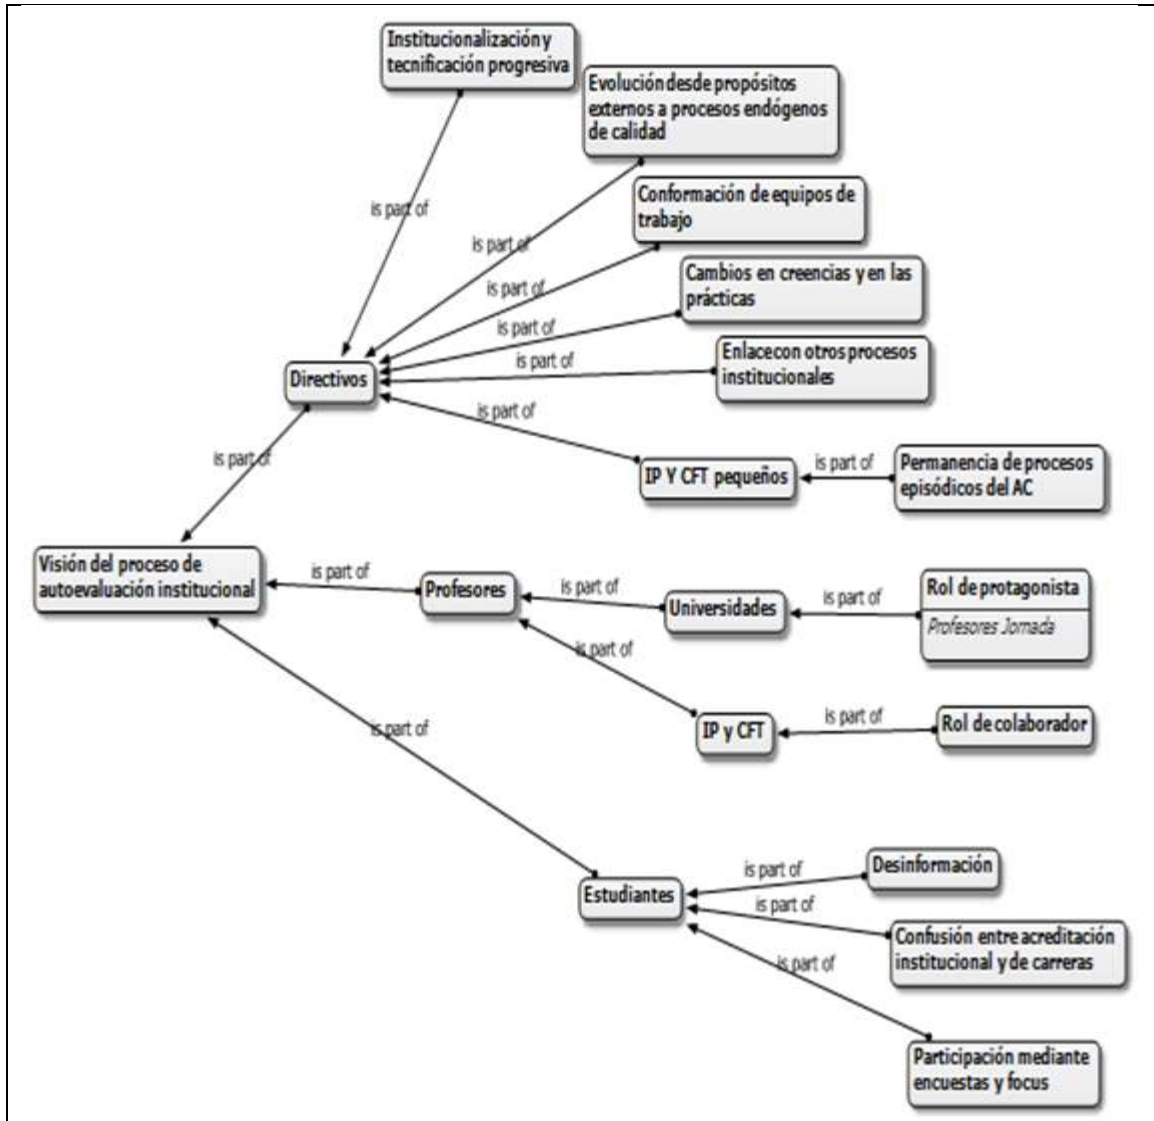 Institucionalización y
tecnificación progresiva
Evolución desde propósitos
externos a procesos endógenos
de calidad
is part of
Conformación de equipos de
trabajo
is part of
Cambios en creencias y en las
prácticas
is part of
is part of
Enlace con otros procesos
institucionales
is part of
Directivos
is part of
is part of
IP Y CFT pequeños
is part of
Permanencia de procesos
episódicos del AC
Visión del proceso de
autoevaluación institucional
is part of
Profesores
is part of
Universidades
is part of
Rol de protagonista
Profesores Jornada
is part of
IP y CFT
is part of
Rol de colaborador
is part of
Estudiantes
is part of
Desinformación
is part of
Confusión entre acreditación
institucional y de carreras
is part of
Participación mediante
encuestas y focus